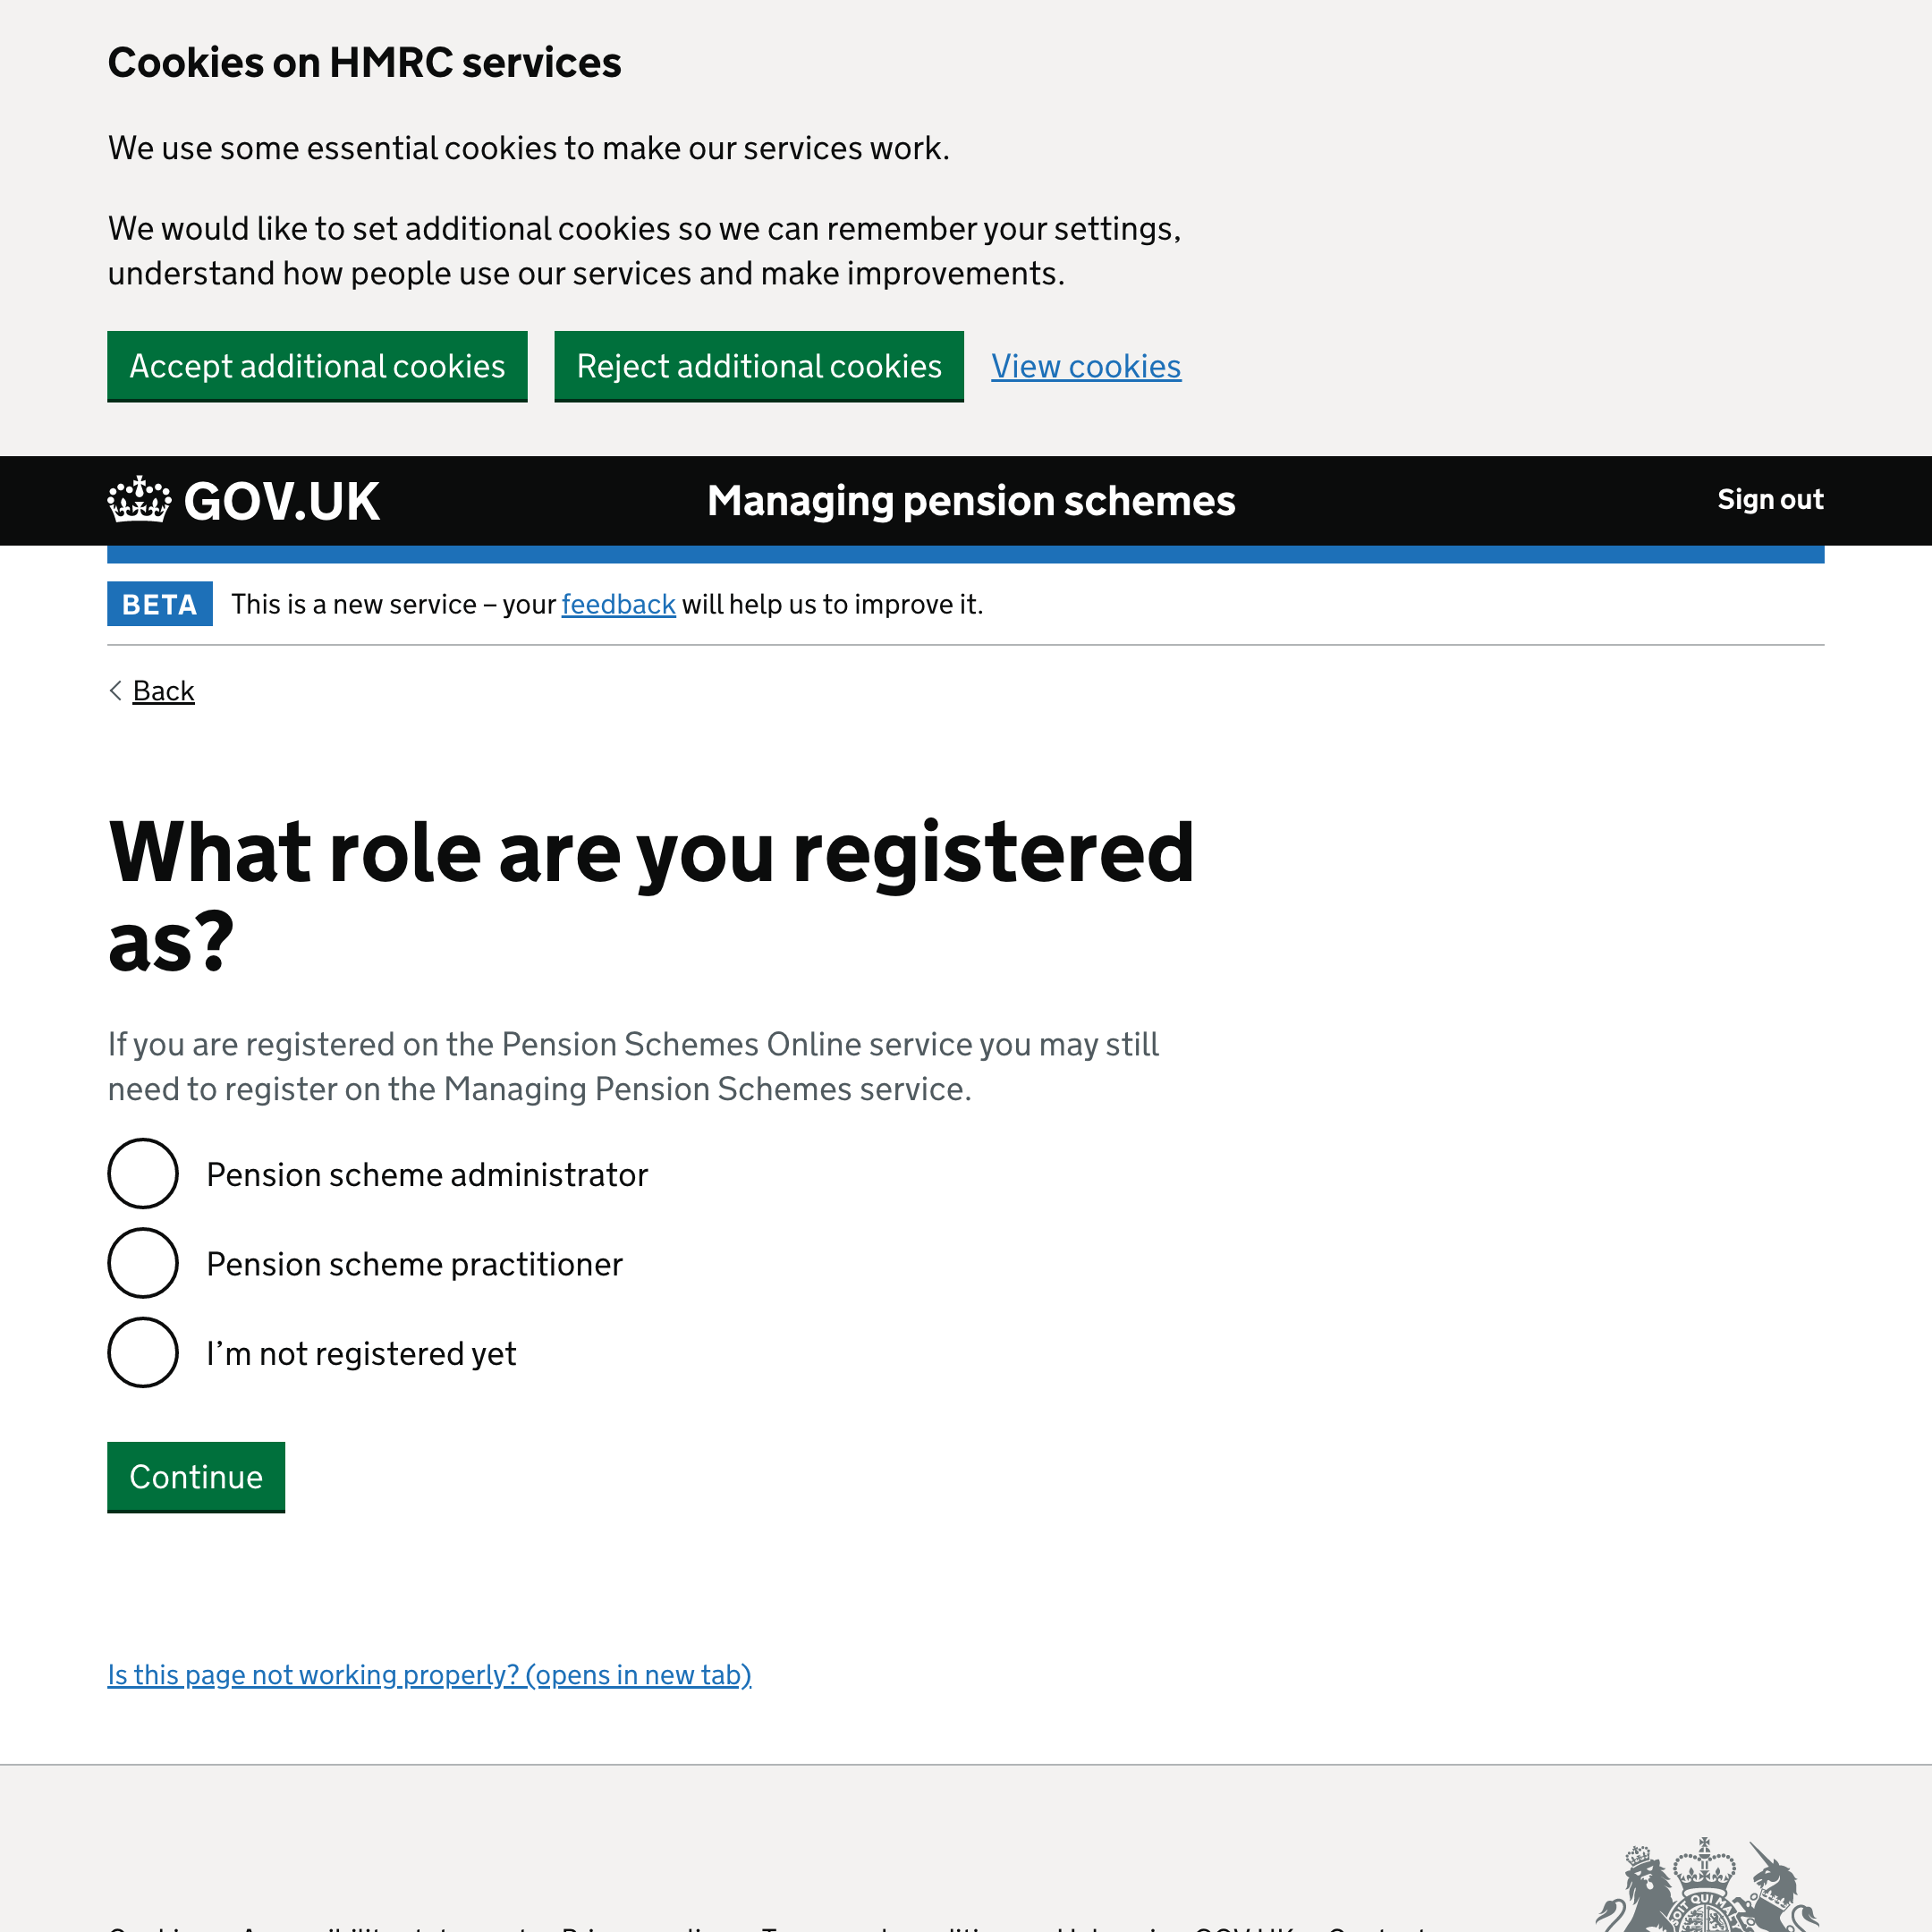 Cookies on HMRC services
We use some essential cookies to make our services work.
We would like to set additional cookies so we can remember your settings,
understand how people use our services and make improvements.
Accept additional cookies Reject additional cookies View cookies
GOV.UK Managing pension schemes Sign out
BETA This is a new service – your feedback will help us to improve it.
Back
What role are you registered
as?
If you are registered on the Pension Schemes Online service you may still
need to register on the Managing Pension Schemes service.
Pension scheme administrator
Pension scheme practitioner
I’m not registered yet
Continue
Is this page not working properly? (opens in new tab)